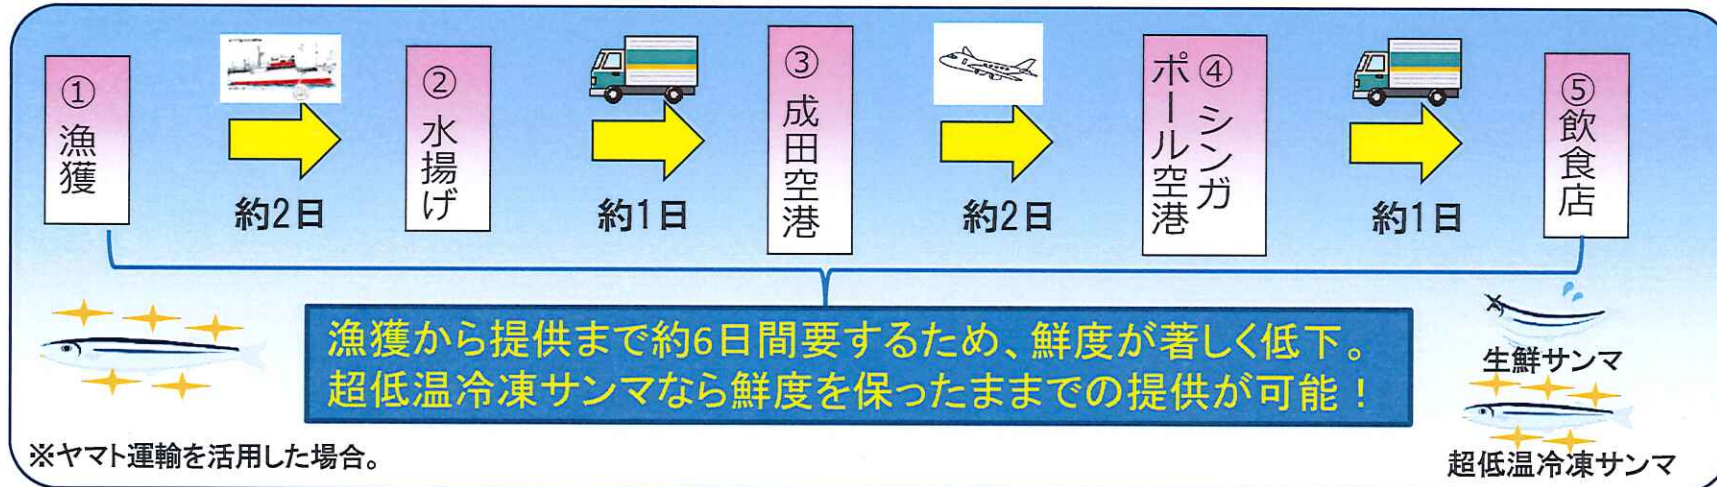 ①漁獲
約2日
②水揚げ
約1日
③成田空港
約2日
④シンガ
ポール空港
約1日
⑤飲食店
漁獲から提供まで約6日間要するため、鮮度が著しく低下。
超低温冷凍サンマなら鮮度を保ったままでの提供が可能！
生鮮サンマ
超低温冷凍サンマ
※ヤマト運輸を活用した場合。